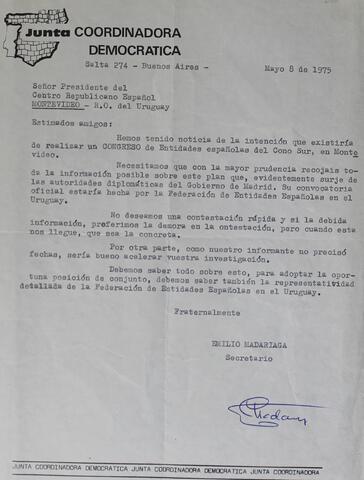 Junta COORDINADORA
DEMOCRATICA
Salta 274 - Buenos Aires -
Mayo 8 de 1975
Señor Presidente del
Centro Republicano Español
MONTEVIDEO - R.O. del Uruguay
Estimados amigos:
Hemos tenido noticia de la intención que existiría
de realizar un CONGRESO de Entidades españolas del Cono Sur, en Monte
video.
Necesitamos que con la mayor prudencia recojais to-
da la información posible sobre este plan que, evidentemente surje de
las autoridades diplomáticas del Gobierno de Madrid. Su convocatoria
oficial estaría hecha por la Federación de Entidades Españolas en el
Uruguay.
No deseamos una contestación rápida y si la debida
información, preferimos la demora en la ontestación, pero cuando esta
nos llegue, que sea la concreta.
Por otra parte, como nuestro informante no precisó
fechas, sería bueno acelerar vuestra investigación.
Debemos saber todo sobre esto, para adoptar la opor-
tuna posición de conjunto, debemos saber también la representatividad
detallada de la Federación de Entidades Españolas en el Uruguay.
Fraternalmente
EMILIO MADARIAGA
Secretario
JUNTA COORDINADORA DEMOCRATICA JUNTA COORDINADORA DEMOCRATICA JUNTA COORDINADORA